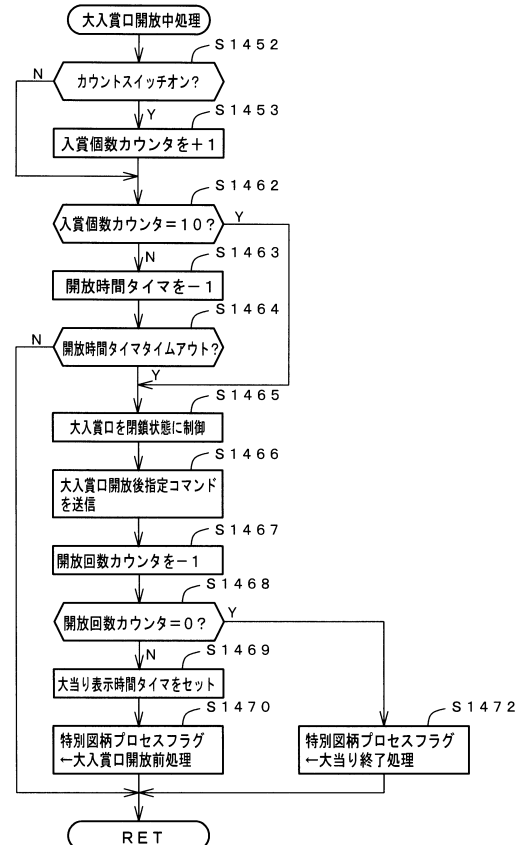 大入賞口開放中処理
S1452
カウントスイッチオン?
N
Y
S1453
入賞個数カウンタを+1
S1462
入賞個数カウンタ=10?
Y
N
S1463
開放時間タイマを-1
S1464
開放時間タイマタイムアウト?
N
Y
S1465
大入賞口を閉鎖状態に制御
S1466
大入賞口開放後指定コマンド
を送信
S1467
開放回数カウンタを-1
S1468
開放回数カウンタ=0?
Y
N
S1469
大当り表示時間タイマをセット
S1470
特別図柄プロセスフラグ
←大入賞口開放前処理
S1472
特別図柄プロセスフラグ
←大当り終了処理
RET